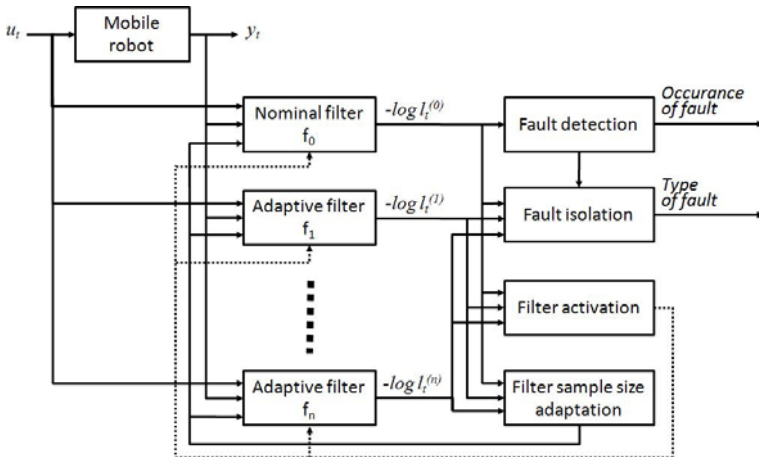 u_t
Mobile
robot
y_t
Nominal filter
f_0
-log l_t^(0)
Fault detection
Occurance
of fault
Adaptive filter
f_1
-log l_t^(1)
Fault isolation
Type
of fault
Filter activation
Adaptive filter
f_n
-log l_t^(n)
Filter sample size
adaptation